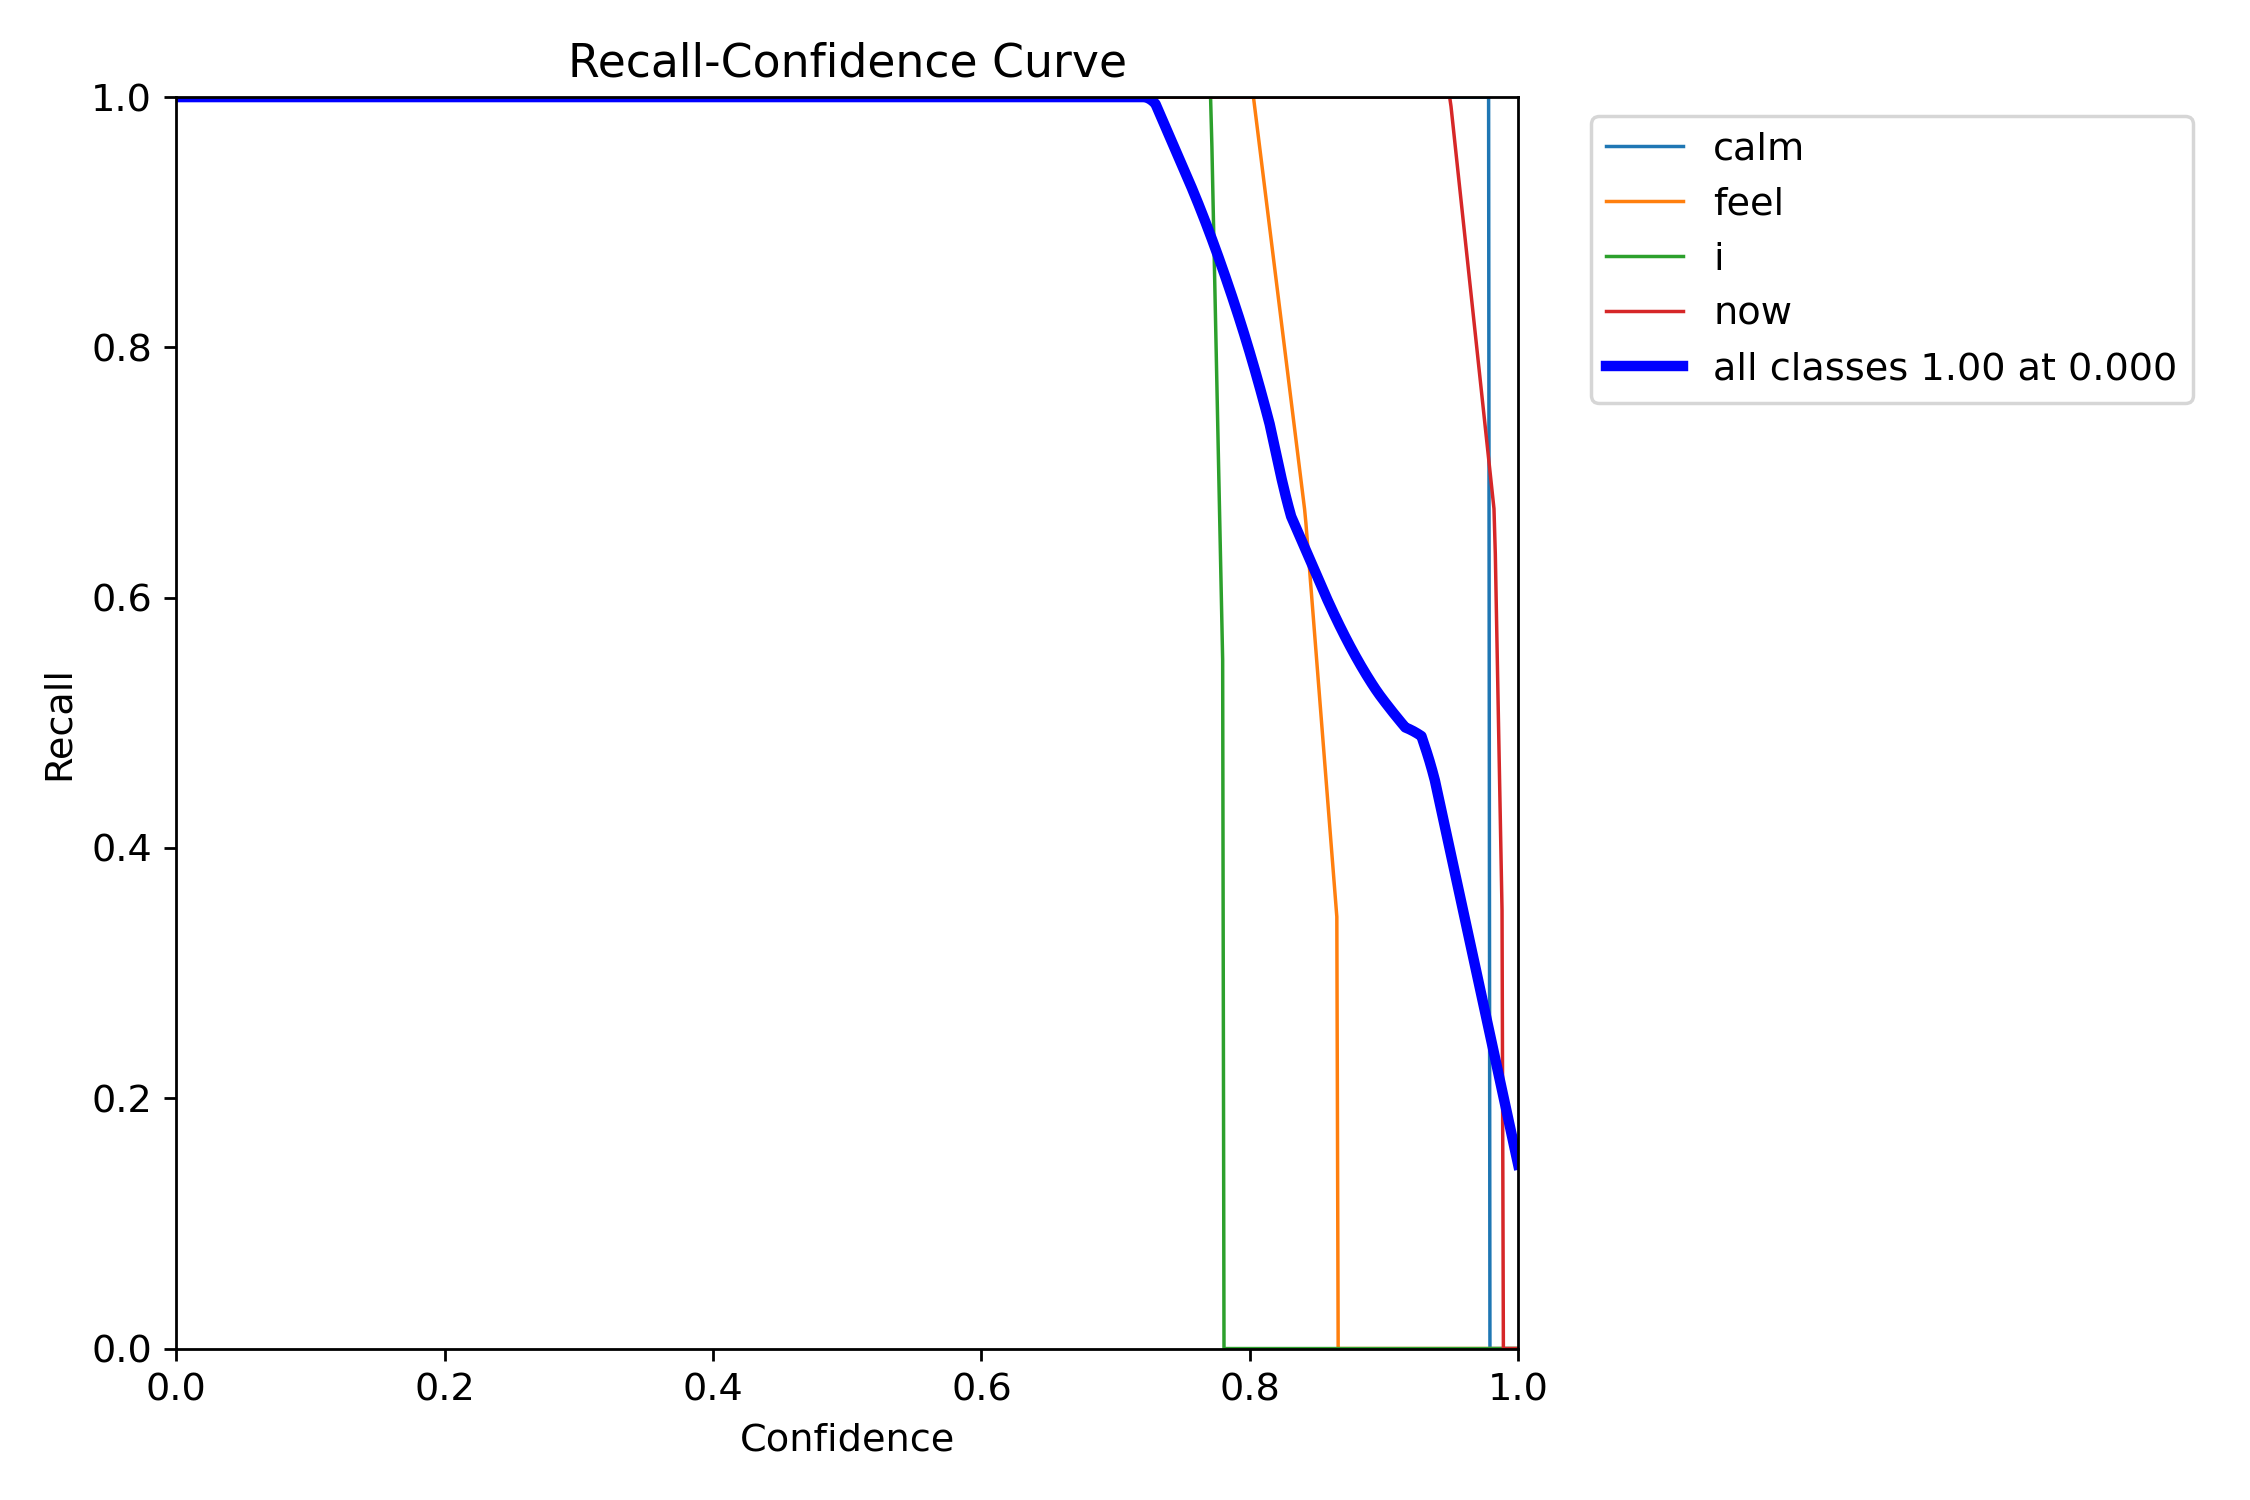 Recall-Confidence Curve
1.0
0.8
0.6
0.4
0.2
0.0
Recall
0.0 0.2 0.4 0.6 0.8 1.0
Confidence
calm
feel
i
now
all classes 1.00 at 0.000